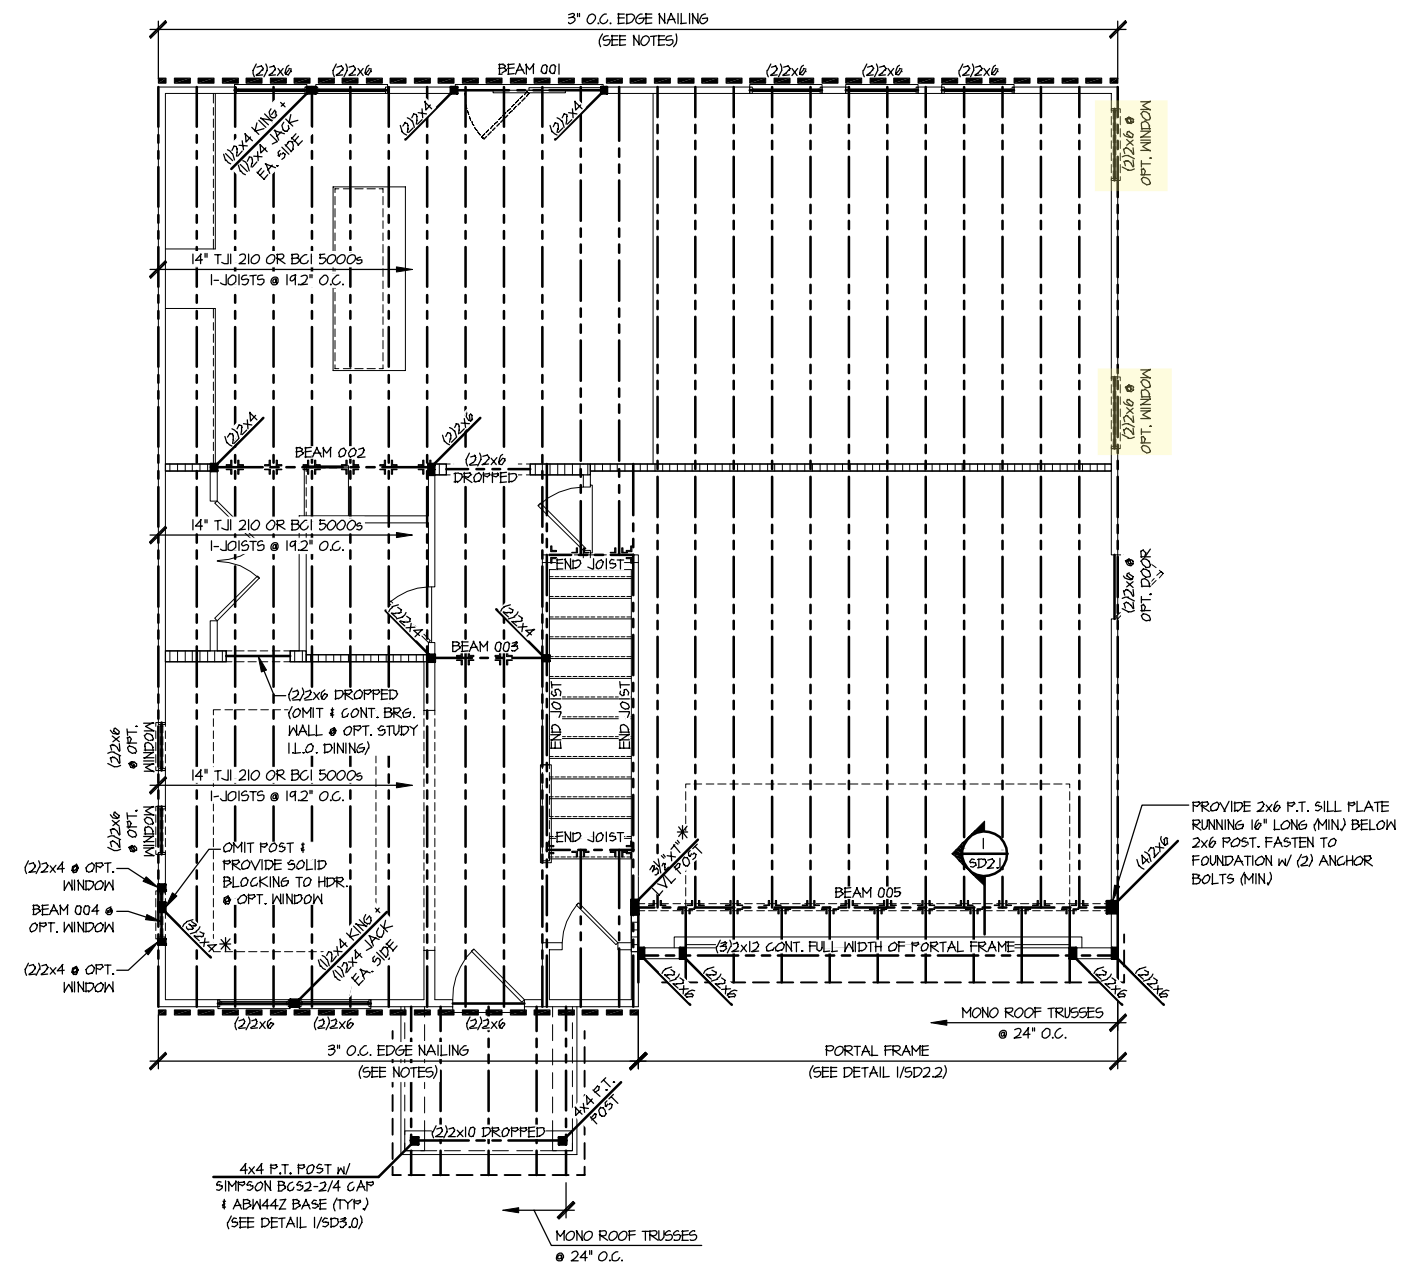 3" O.C. EDGE NAILING
(SEE NOTES)
(2)2x6
(2)2x6
BEAM 001
(2)2x6
(2)2x6
(2)2x6
(1)2x4 KING +
(1)2x4 JACK
EA. SIDE
(2)2x4
(2)2x4
(2)2x6 @
OPT. WINDOW
14" TJI 210 OR BCI 5000s
I-JOISTS @ 19.2" O.C.
(2)2x6 @
OPT. WINDOW
(2)2x4
(2)2x6
BEAM 002
(2)2x6
DROPPED
14" TJI 210 OR BCI 5000s
I-JOISTS @ 19.2" O.C.
END JOIST
(2)2x6 @
OPT. DOOR
(2)2x4
(2)2x4
BEAM 003
(2)2x6 DROPPED
(OMIT & CONT. BRG.
WALL @ OPT. STUDY
I.L.O. DINING)
END JOIST
END JOIST
(2)2x6
@ OPT.
WINDOW
14" TJI 210 OR BCI 5000s
I-JOISTS @ 19.2" O.C.
(2)2x6
@ OPT.
WINDOW
PROVIDE 2x6 P.T. SILL PLATE
RUNNING 16" LONG (MIN.) BELOW
2x6 POST. FASTEN TO
FOUNDATION W/ (2) ANCHOR
BOLTS (MIN.)
END JOIST
OMIT POST &
PROVIDE SOLID
BLOCKING TO HDR.
@ OPT. WINDOW
3 1/2"x7" *
LVL POST
1
SD2.1
(4)2x6
(2)2x4 @ OPT.
WINDOW
BEAM 004 @
OPT. WINDOW
(2)2x4 @ OPT.
WINDOW
(3)2x4 *
(1)2x4 KING +
(1)2x4 JACK
EA. SIDE
BEAM 005
(3)2x12 CONT. FULL WIDTH OF PORTAL FRAME
(2)2x6
(2)2x6
(2)2x6
(2)2x6
(2)2x6
(2)2x6
(2)2x6
MONO ROOF TRUSSES
@ 24" O.C.
3" O.C. EDGE NAILING
(SEE NOTES)
PORTAL FRAME
(SEE DETAIL 1/SD2.2)
4x4 P.T.
POST
(2)2x10 DROPPED
4x4 P.T. POST W/
SIMPSON BCS2-2/4 CAP
& ABW44Z BASE (TYP.)
(SEE DETAIL 1/SD3.0)
MONO ROOF TRUSSES
@ 24" O.C.